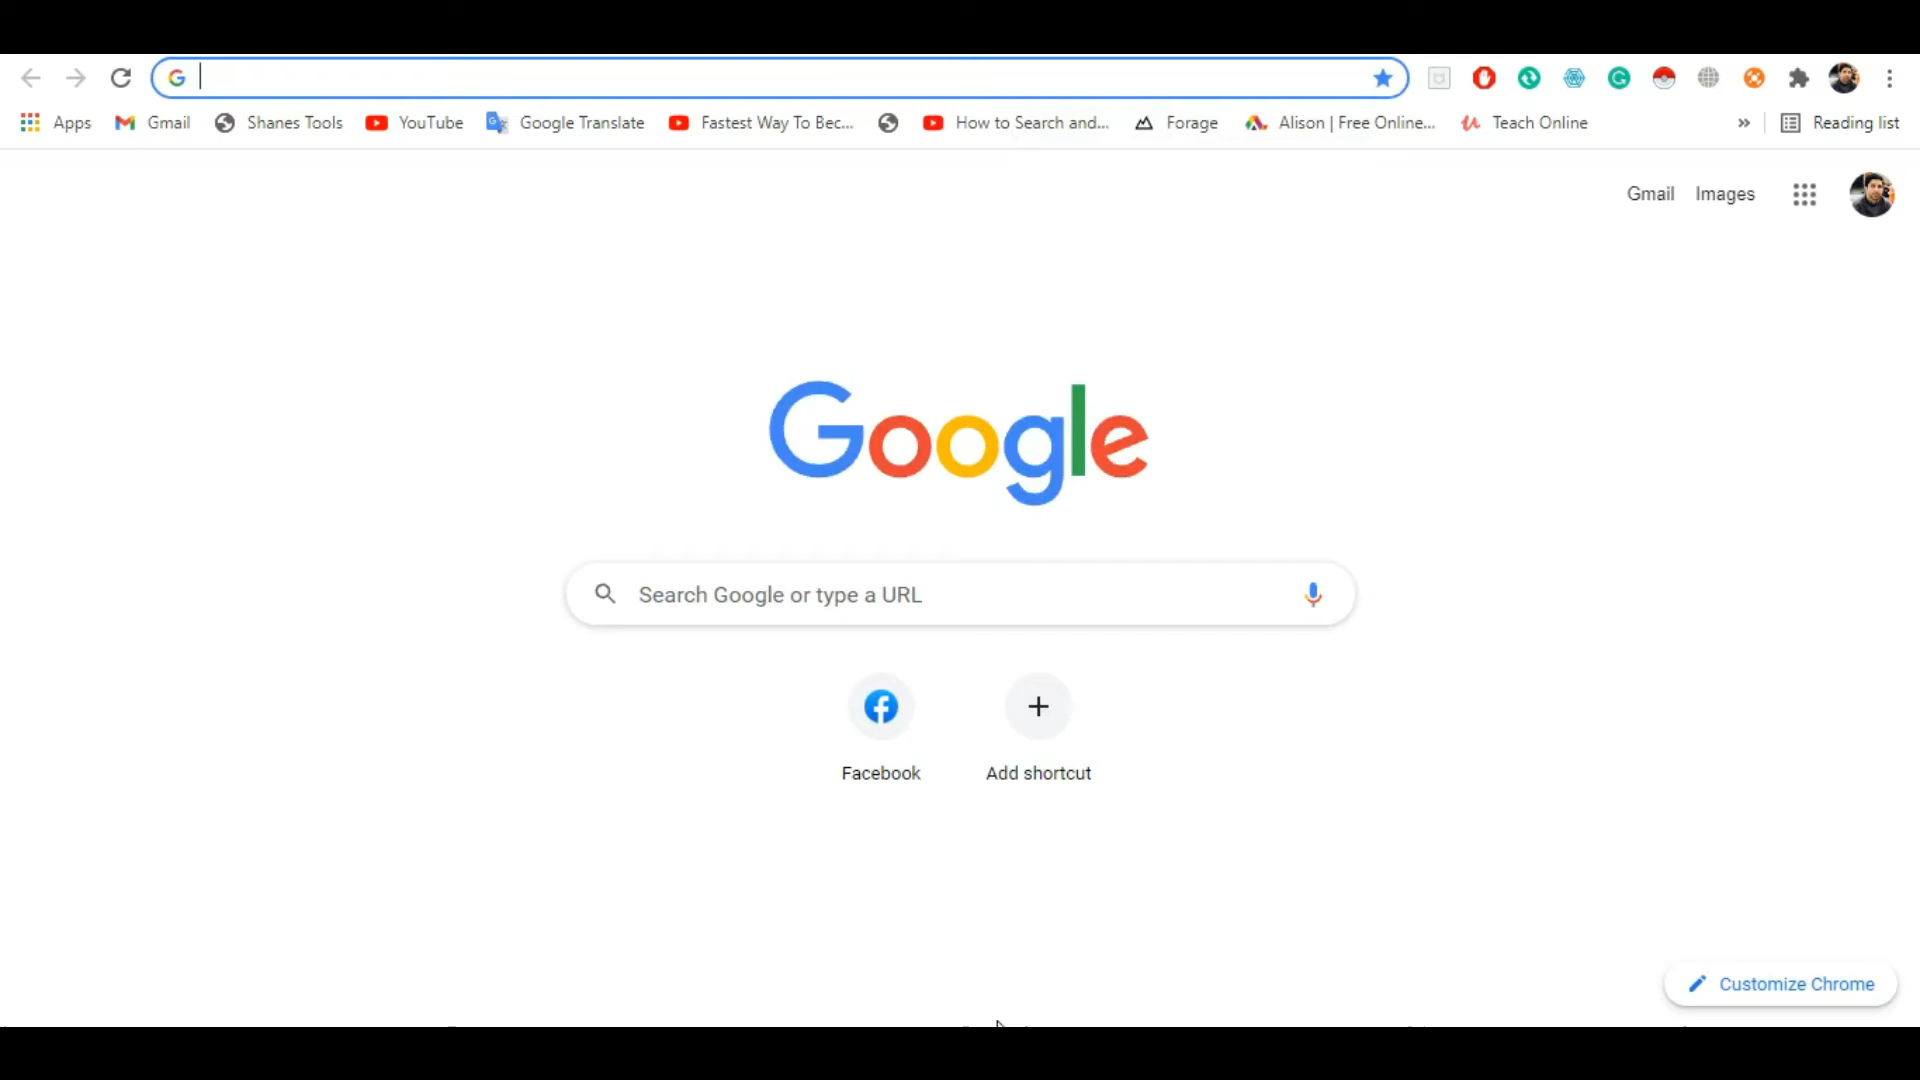 Apps Gmail Shanes Tools YouTube Google Translate Fastest Way To Bec... How to Search and... Forage Alison | Free Online... Teach Online » Reading list
Gmail Images
Google
Search Google or type a URL
Facebook Add shortcut
Customize Chrome